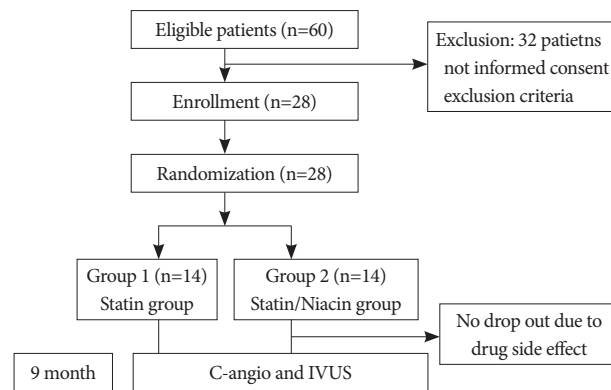 Eligible patients (n=60)
Exclusion: 32 patietns
not informed consent
exclusion criteria
Enrollment (n=28)
Randomization (n=28)
Group 1 (n=14)
Statin group
Group 2 (n=14)
Statin/Niacin group
No drop out due to
drug side effect
9 month
C-angio and IVUS